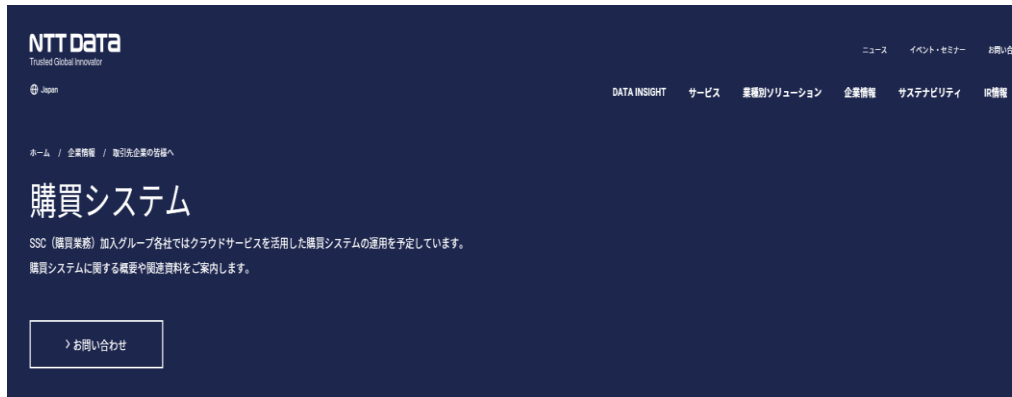 NTT DATA
Trusted Global Innovator
Japan
ニュース イベント・セミナー お問い合
DATA INSIGHT サービス 業種別ソリューション 企業情報 サステナビリティ IR情報
ホーム / 企業情報 / 取引先企業の皆様へ
購買システム
SSC（購買業務）加入グループ各社ではクラウドサービスを活用した購買システムの運用を予定しています。
購買システムに関する概要や関連資料をご案内します。
お問い合わせ